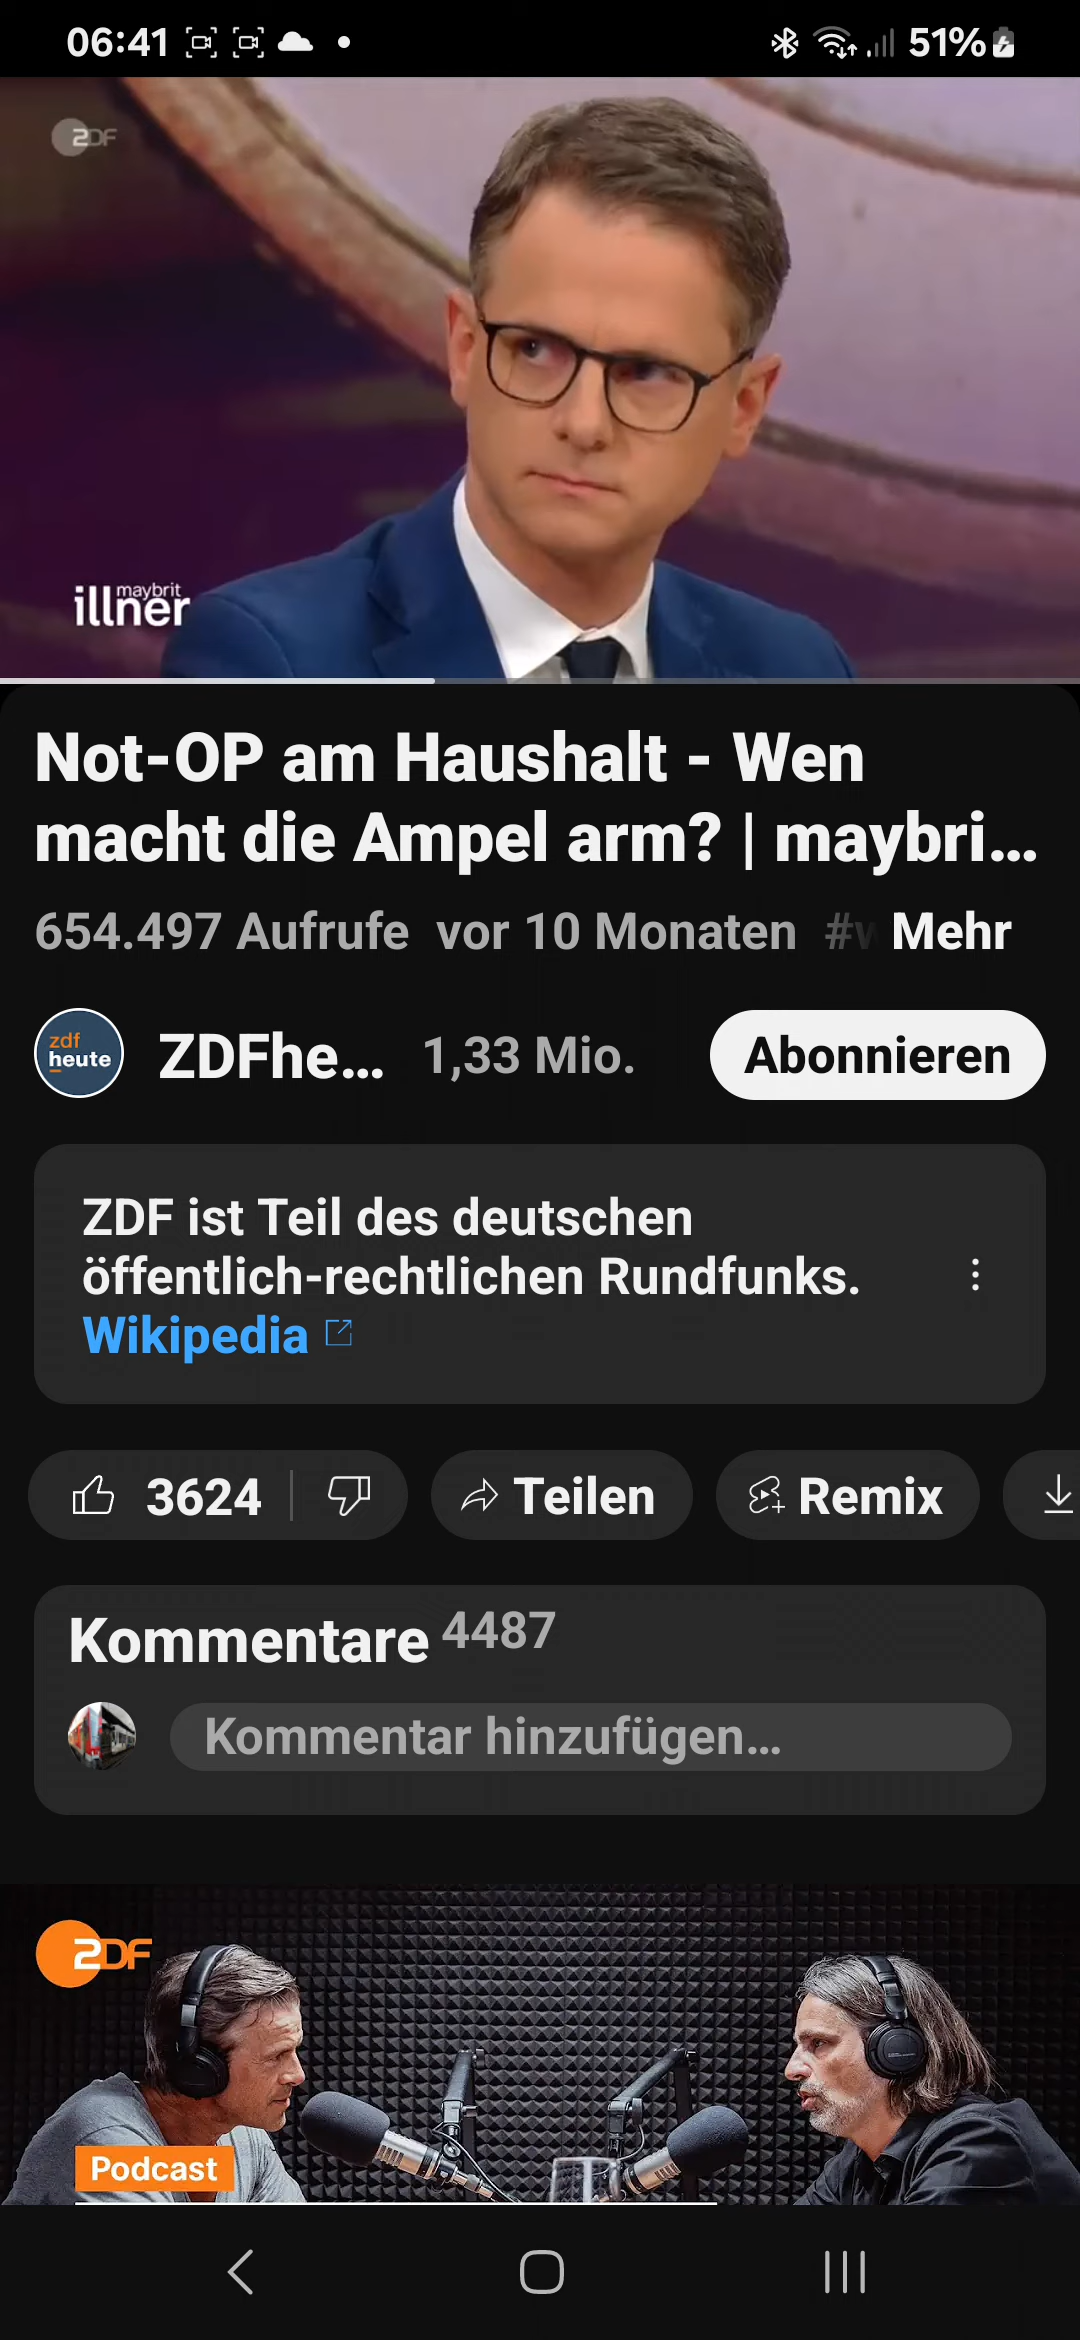 06:41
51%
ZDF
maybrit
illner
Not-OP am Haushalt - Wen
macht die Ampel arm? | maybri...
654.497 Aufrufe vor 10 Monaten #w Mehr
zdf
heute
ZDFhe... 1,33 Mio. Abonnieren
ZDF ist Teil des deutschen
öffentlich-rechtlichen Rundfunks.
Wikipedia
3624 Teilen Remix
Kommentare 4487
Kommentar hinzufügen...
ZDF
Podcast